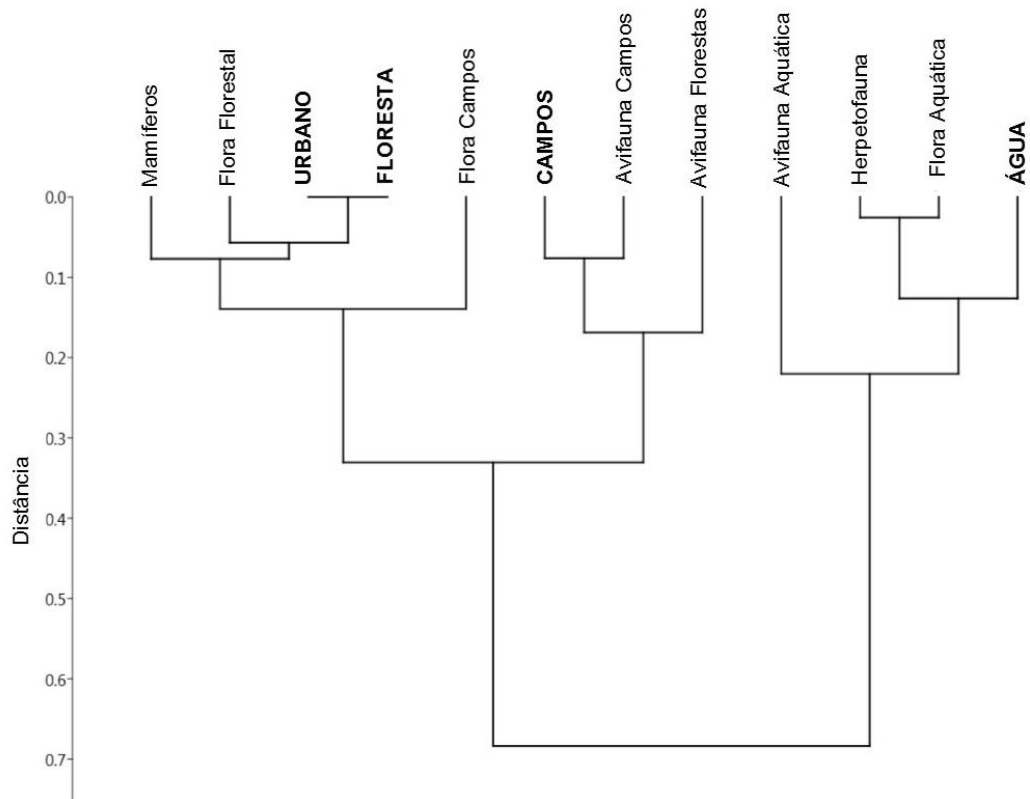 Mamíferos
Flora Florestal
URBANO
FLORESTA
Flora Campos
CAMPOS
Avifauna Campos
Avifauna Florestas
Avifauna Aquática
Herpetofauna
Flora Aquática
ÁGUA
0.0
0.1
0.2
0.3
0.4
0.5
0.6
0.7
Distância